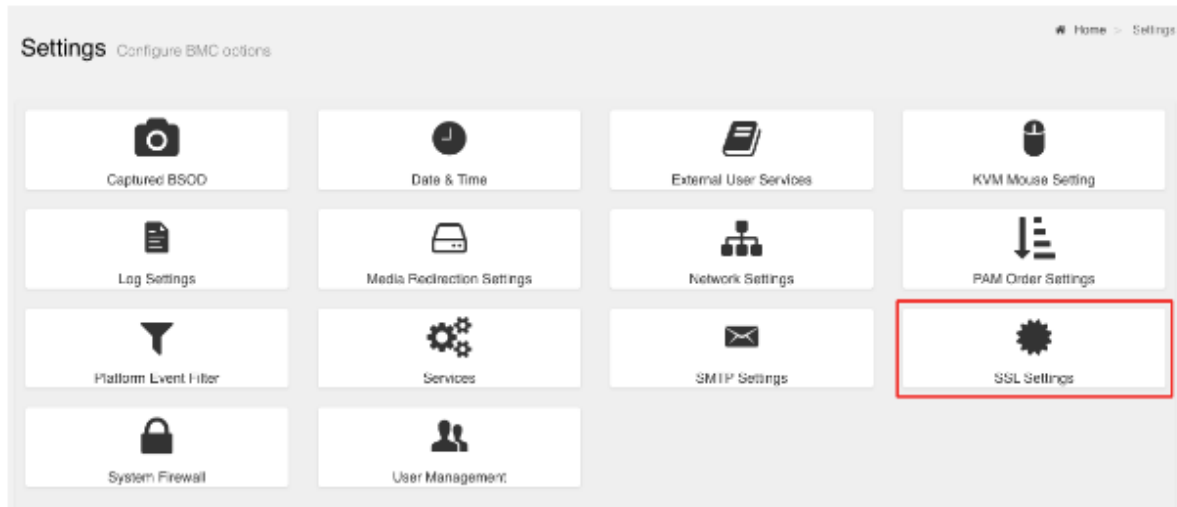 Settings Configure BMC options
Home > Settings
Captured BSOD
Date & Time
External User Services
KVM Mouse Setting
Log Settings
Media Redirection Settings
Network Settings
PAM Order Settings
Platform Event Filter
Services
SMTP Settings
SSL Settings
System Firewall
User Management